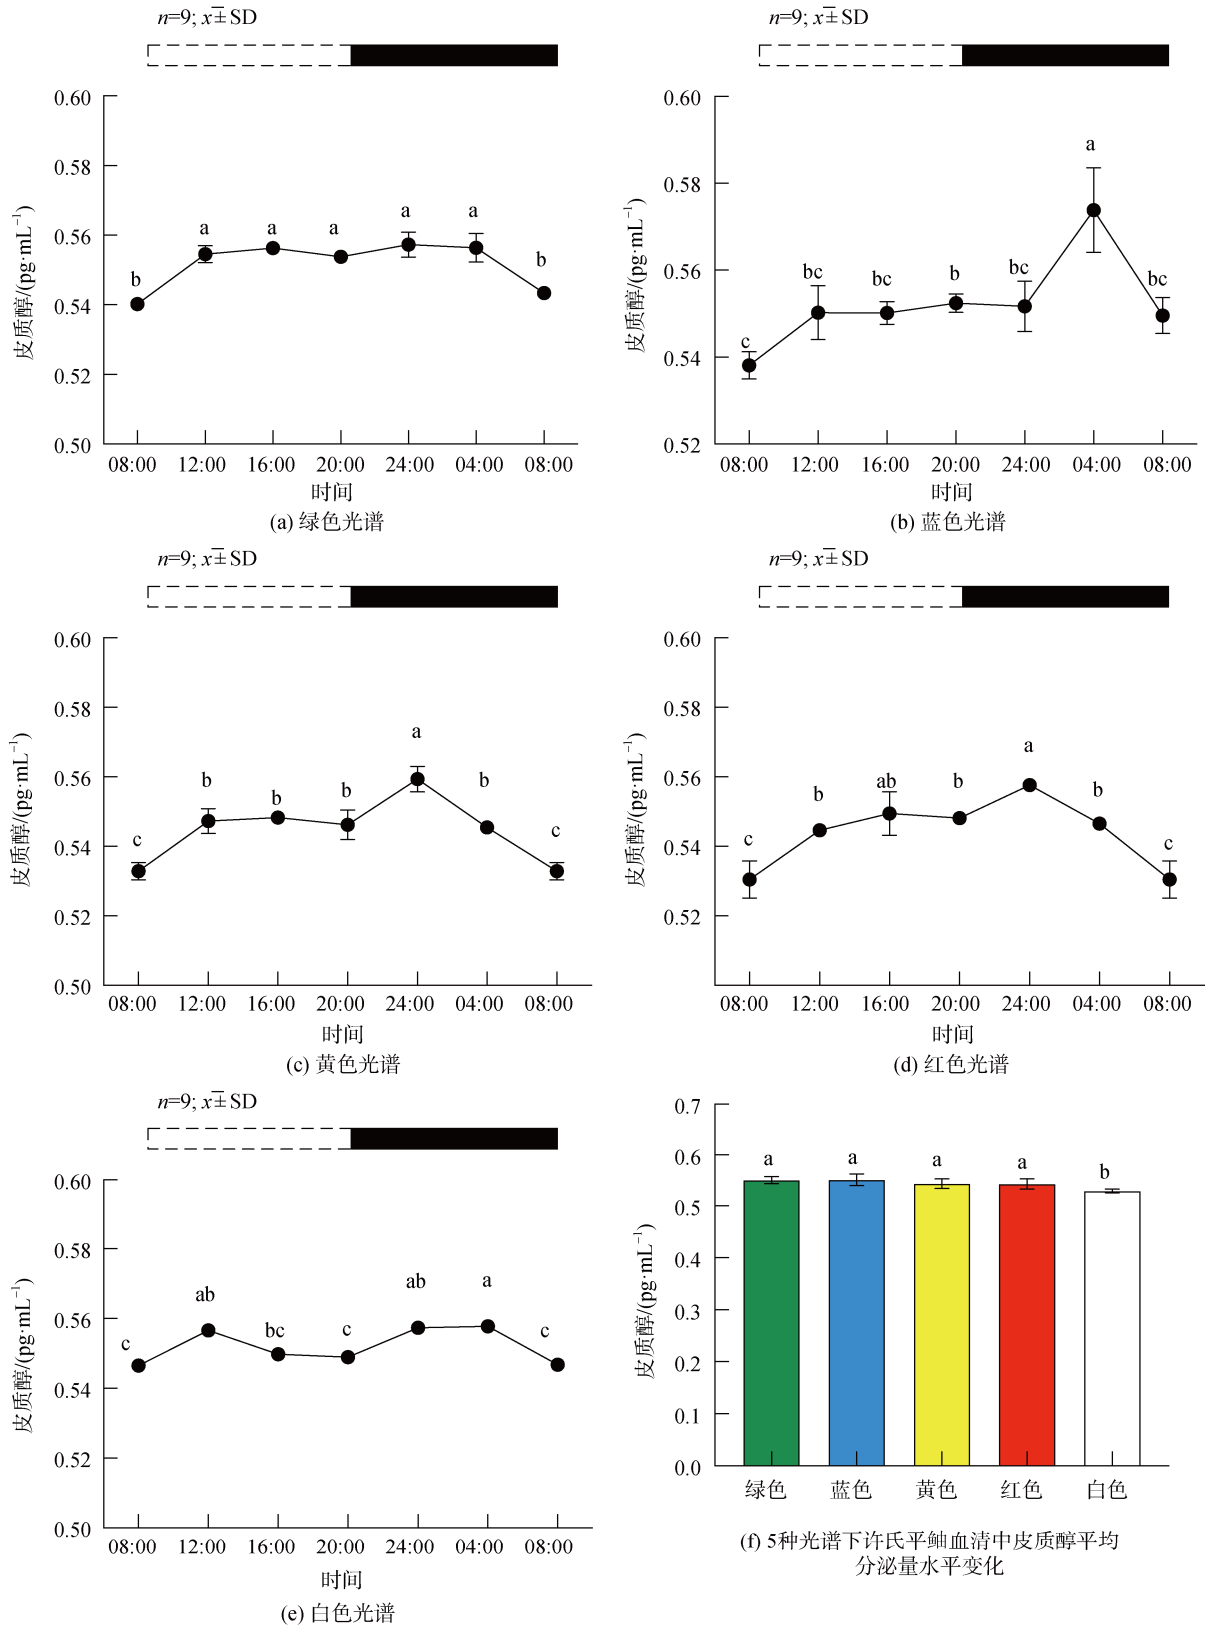 n=9; x̅±SD
0.60
0.58
0.56
0.54
0.52
0.50
皮质醇/(pg·mL⁻¹)
b a a a a a b
08:00 12:00 16:00 20:00 24:00 04:00 08:00
时间
(a) 绿色光谱
n=9; x̅±SD
0.60
0.58
0.56
0.54
0.52
皮质醇/(pg·mL⁻¹)
c bc bc b bc a bc
08:00 12:00 16:00 20:00 24:00 04:00 08:00
时间
(b) 蓝色光谱
n=9; x̅±SD
0.60
0.58
0.56
0.54
0.52
0.50
皮质醇/(pg·mL⁻¹)
c b b b a b c
08:00 12:00 16:00 20:00 24:00 04:00 08:00
时间
(c) 黄色光谱
n=9; x̅±SD
0.60
0.58
0.56
0.54
0.52
皮质醇/(pg·mL⁻¹)
c b ab b a b c
08:00 12:00 16:00 20:00 24:00 04:00 08:00
时间
(d) 红色光谱
n=9; x̅±SD
0.60
0.58
0.56
0.54
0.52
0.50
皮质醇/(pg·mL⁻¹)
c ab bc c ab a c
08:00 12:00 16:00 20:00 24:00 04:00 08:00
时间
(e) 白色光谱
0.7
0.6
0.5
0.4
0.3
0.2
0.1
0.0
皮质醇/(pg·mL⁻¹)
a a a a b
绿色 蓝色 黄色 红色 白色
(f) 5种光谱下许氏平鲉血清中皮质醇平均
分泌量水平变化